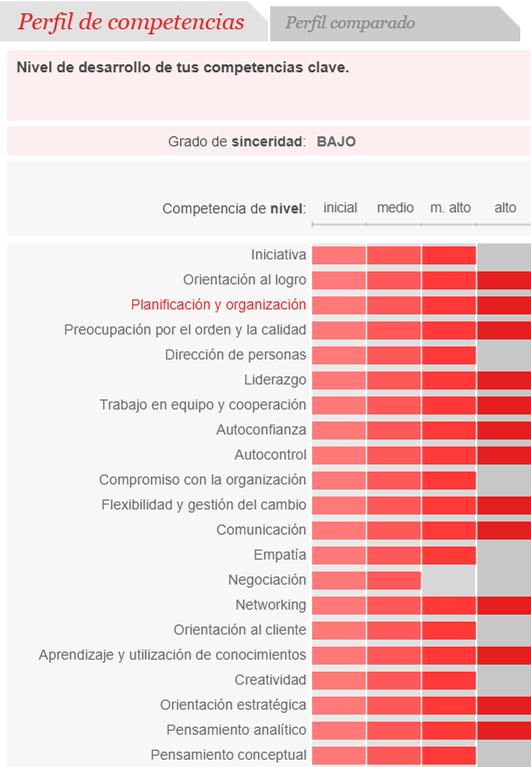 Perfil de competencias
Perfil comparado
Nivel de desarrollo de tus competencias clave.
Grado de sinceridad: BAJO
Competencia de nivel: inicial medio m. alto alto
Iniciativa
Orientación al logro
Planificación y organización
Preocupación por el orden y la calidad
Dirección de personas
Liderazgo
Trabajo en equipo y cooperación
Autoconfianza
Autocontrol
Compromiso con la organización
Flexibilidad y gestión del cambio
Comunicación
Empatía
Negociación
Networking
Orientación al cliente
Aprendizaje y utilización de conocimientos
Creatividad
Orientación estratégica
Pensamiento analítico
Pensamiento conceptual